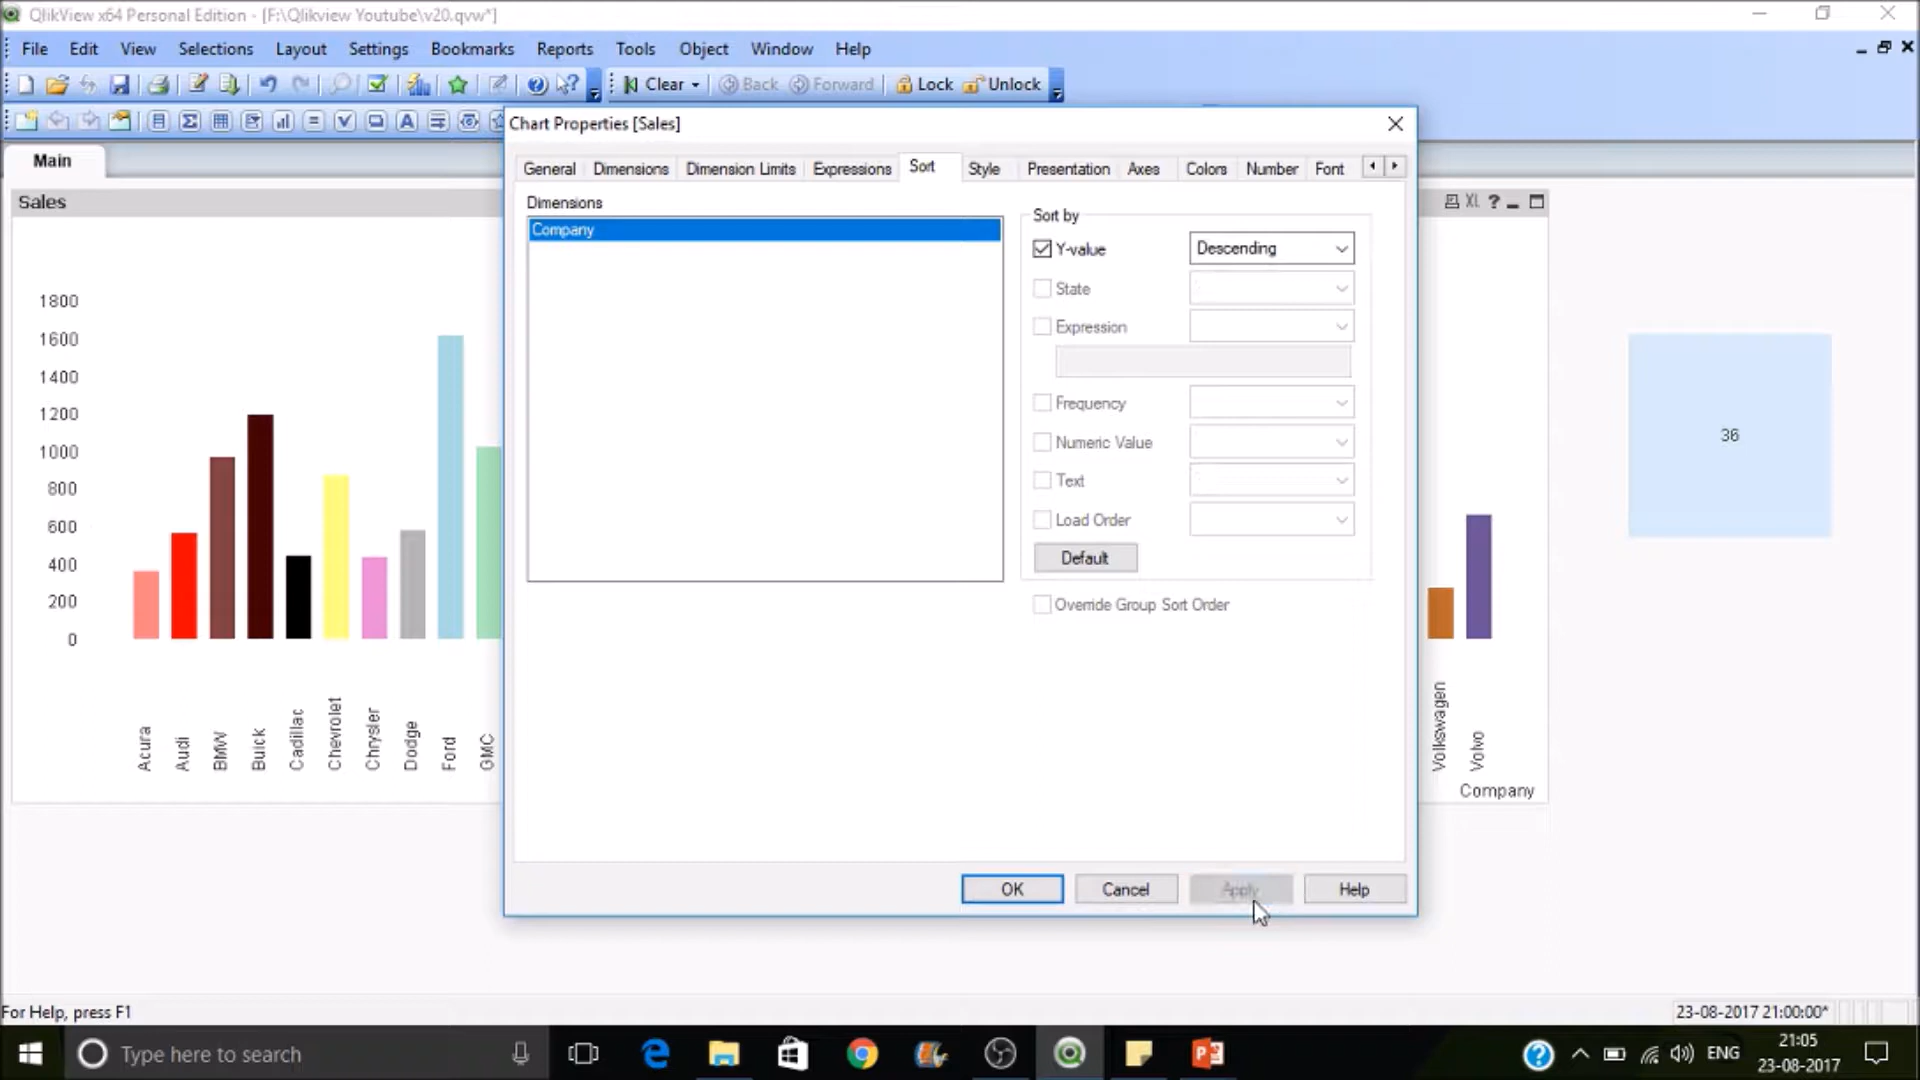 QlikView x64 Personal Edition - [F:\Qlikview Youtube\v20.qvw*]
File Edit View Selections Layout Settings Bookmarks Reports Tools Object Window Help
Clear Back Forward Lock Unlock
Main
Sales
XL ?
1800
1600
1400
1200
1000
800
600
400
200
0
Acura
Audi
BMW
Buick
Cadillac
Chevrolet
Chrysler
Dodge
Ford
GMC
Volkswagen
Volvo
Company
36
Chart Properties [Sales]
General Dimensions Dimension Limits Expressions Sort Style Presentation Axes Colors Number Font
Dimensions
Company
Sort by
Y-value Descending
State
Expression
Frequency
Numeric Value
Text
Load Order
Default
Override Group Sort Order
OK Cancel Apply Help
For Help, press F1
23-08-2017 21:00:00*
Type here to search
ENG
21:05
23-08-2017